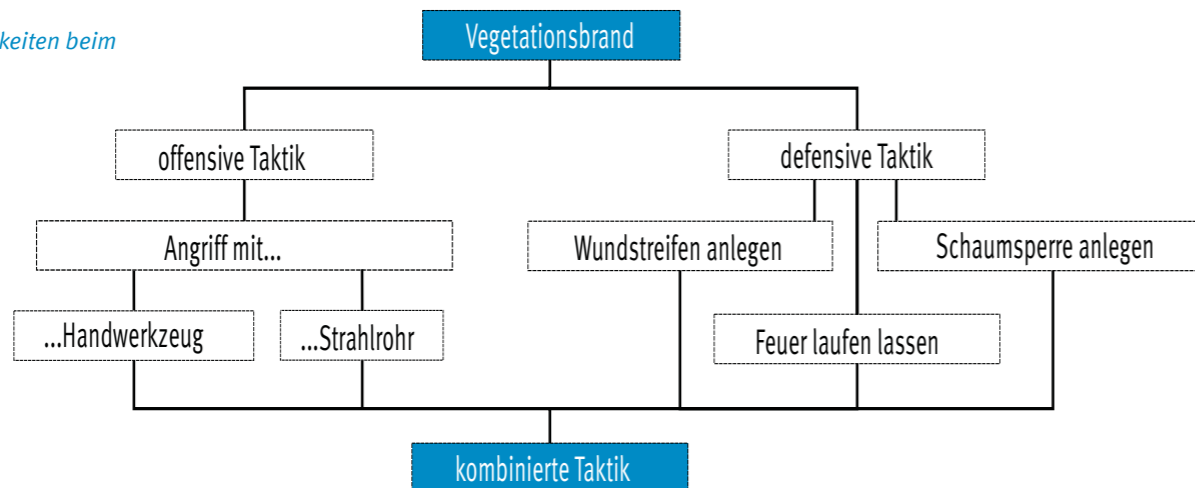 keiten beim
Vegetationsbrand
offensive Taktik
defensive Taktik
Angriff mit...
Wundstreifen anlegen
Schaumsperre anlegen
...Handwerkzeug
...Strahlrohr
Feuer laufen lassen
kombinierte Taktik